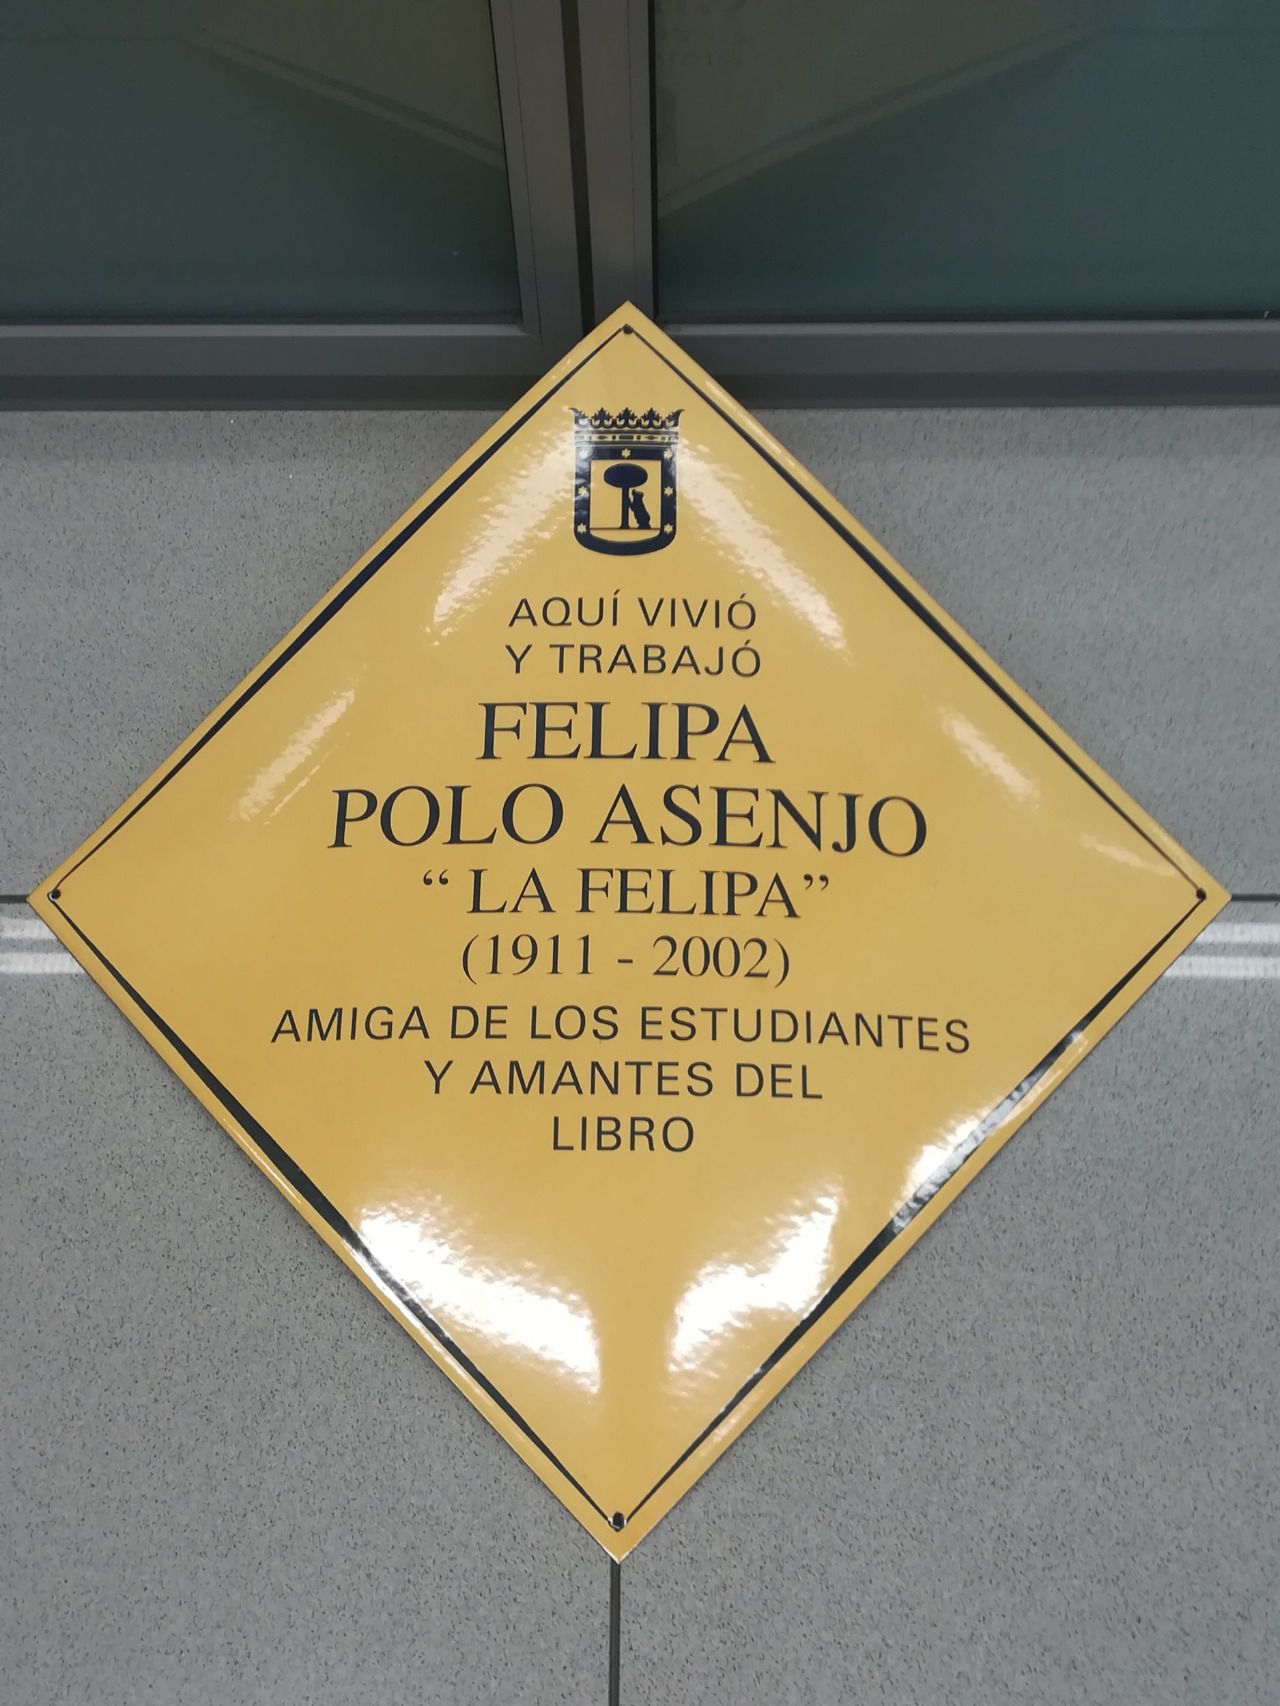 AQUÍ VIVIÓ
Y TRABAJÓ
FELIPA
POLO ASENJO
“LA FELIPA”
(1911 - 2002)
AMIGA DE LOS ESTUDIANTES
Y AMANTES DEL
LIBRO